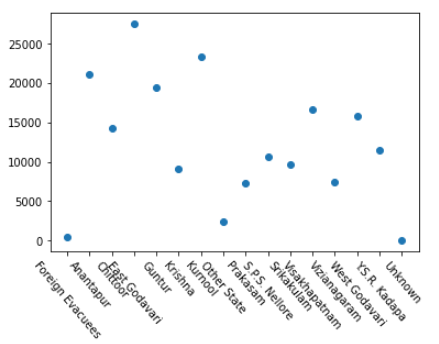 25000
20000
15000
10000
5000
0
Foreign Evacuees
Anantapur
Chittoor
East Godavari
Guntur
Krishna
Kurnool
Other State
Prakasam
S.P.S. Nellore
Srikakulam
Visakhapatnam
Vizianagaram
West Godavari
Y.S.R. Kadapa
Unknown